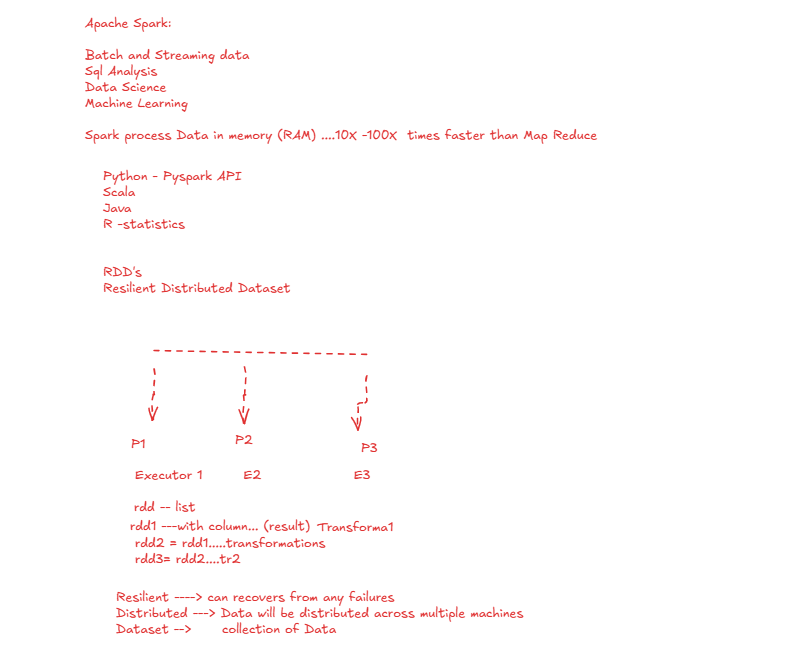 Apache Spark:
Batch and Streaming data
Sql Analysis
Data Science
Machine Learning
Spark process Data in memory (RAM) ....10X -100X  times faster than Map Reduce
Python - Pyspark API
Scala
Java
R -statistics
RDD's
Resilient Distributed Dataset
P1 P2 P3
Executor 1 E2 E3
rdd -- list
rdd1 ---with column... (result) Transforma1
rdd2 = rdd1.....transformations
rdd3= rdd2....tr2
Resilient ----> can recovers from any failures
Distributed ---> Data will be distributed across multiple machines
Dataset --> collection of Data